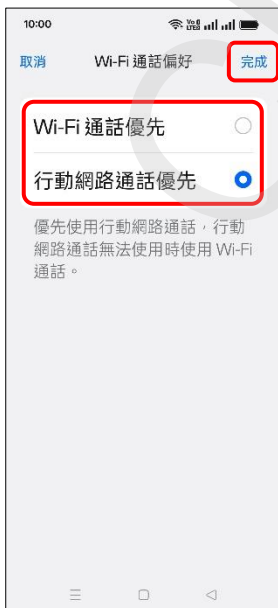 10:00
取消 Wi-Fi 通話偏好 完成
Wi-Fi 通話優先
行動網路通話優先
優先使用行動網路通話，行動
網路通話無法使用時使用 Wi-Fi
通話。